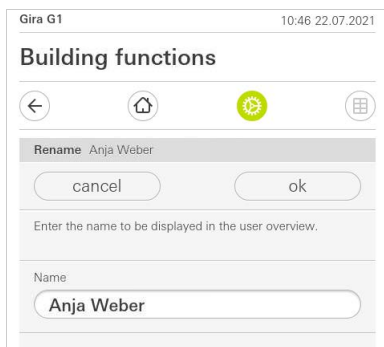 Gira G1 10:46 22.07.2021
Building functions
Rename Anja Weber
cancel ok
Enter the name to be displayed in the user overview.
Name
Anja Weber